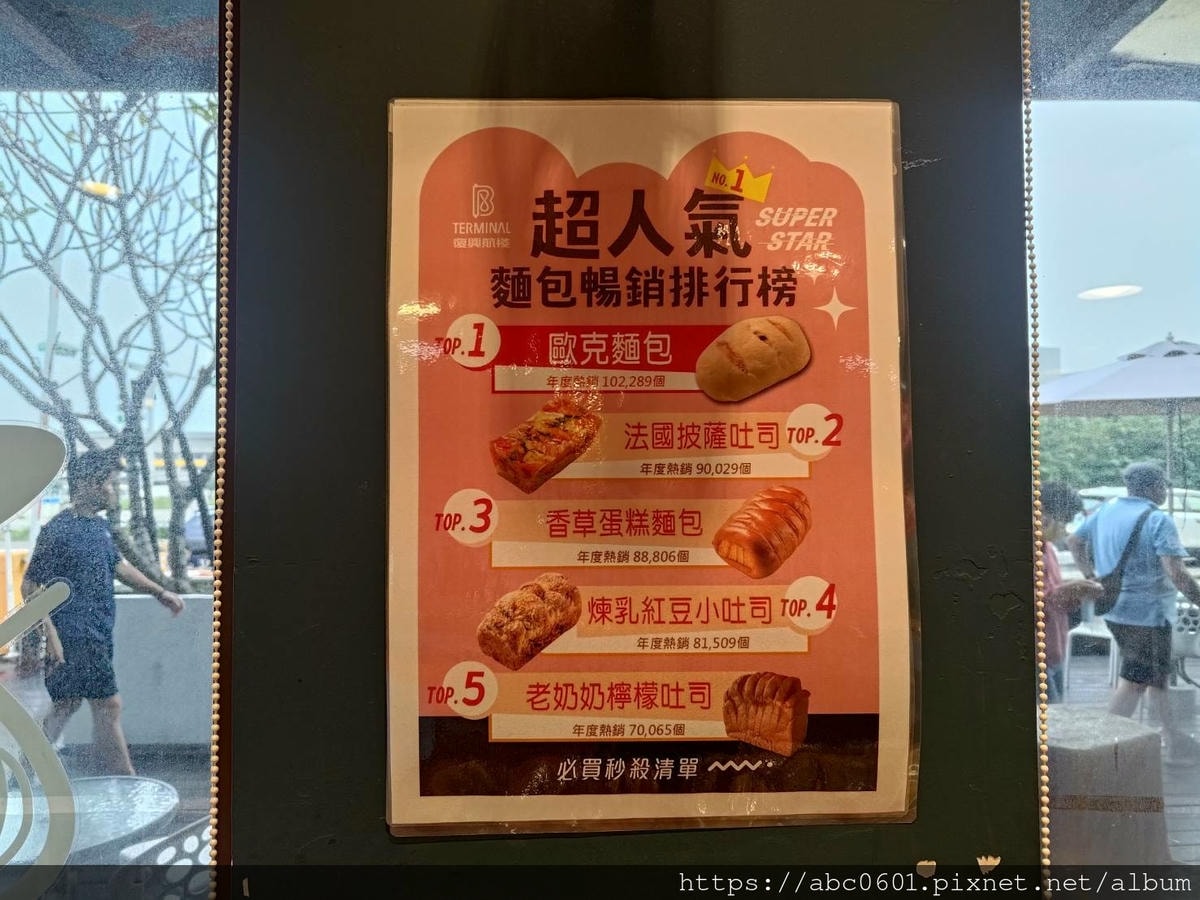 NO.1
TERMINAL
復興航棧
超人氣
SUPER
STAR
麵包暢銷排行榜
TOP.1
歐克麵包
年度熱銷 102,289個
法國披薩吐司
TOP.2
年度熱銷 90,029個
TOP.3
香草蛋糕麵包
年度熱銷 88,806個
煉乳紅豆小吐司
TOP.4
年度熱銷 81,509個
TOP.5
老奶奶檸檬吐司
年度熱銷 70,065個
必買秒殺清單
https://abc0601.pixnet.net/album